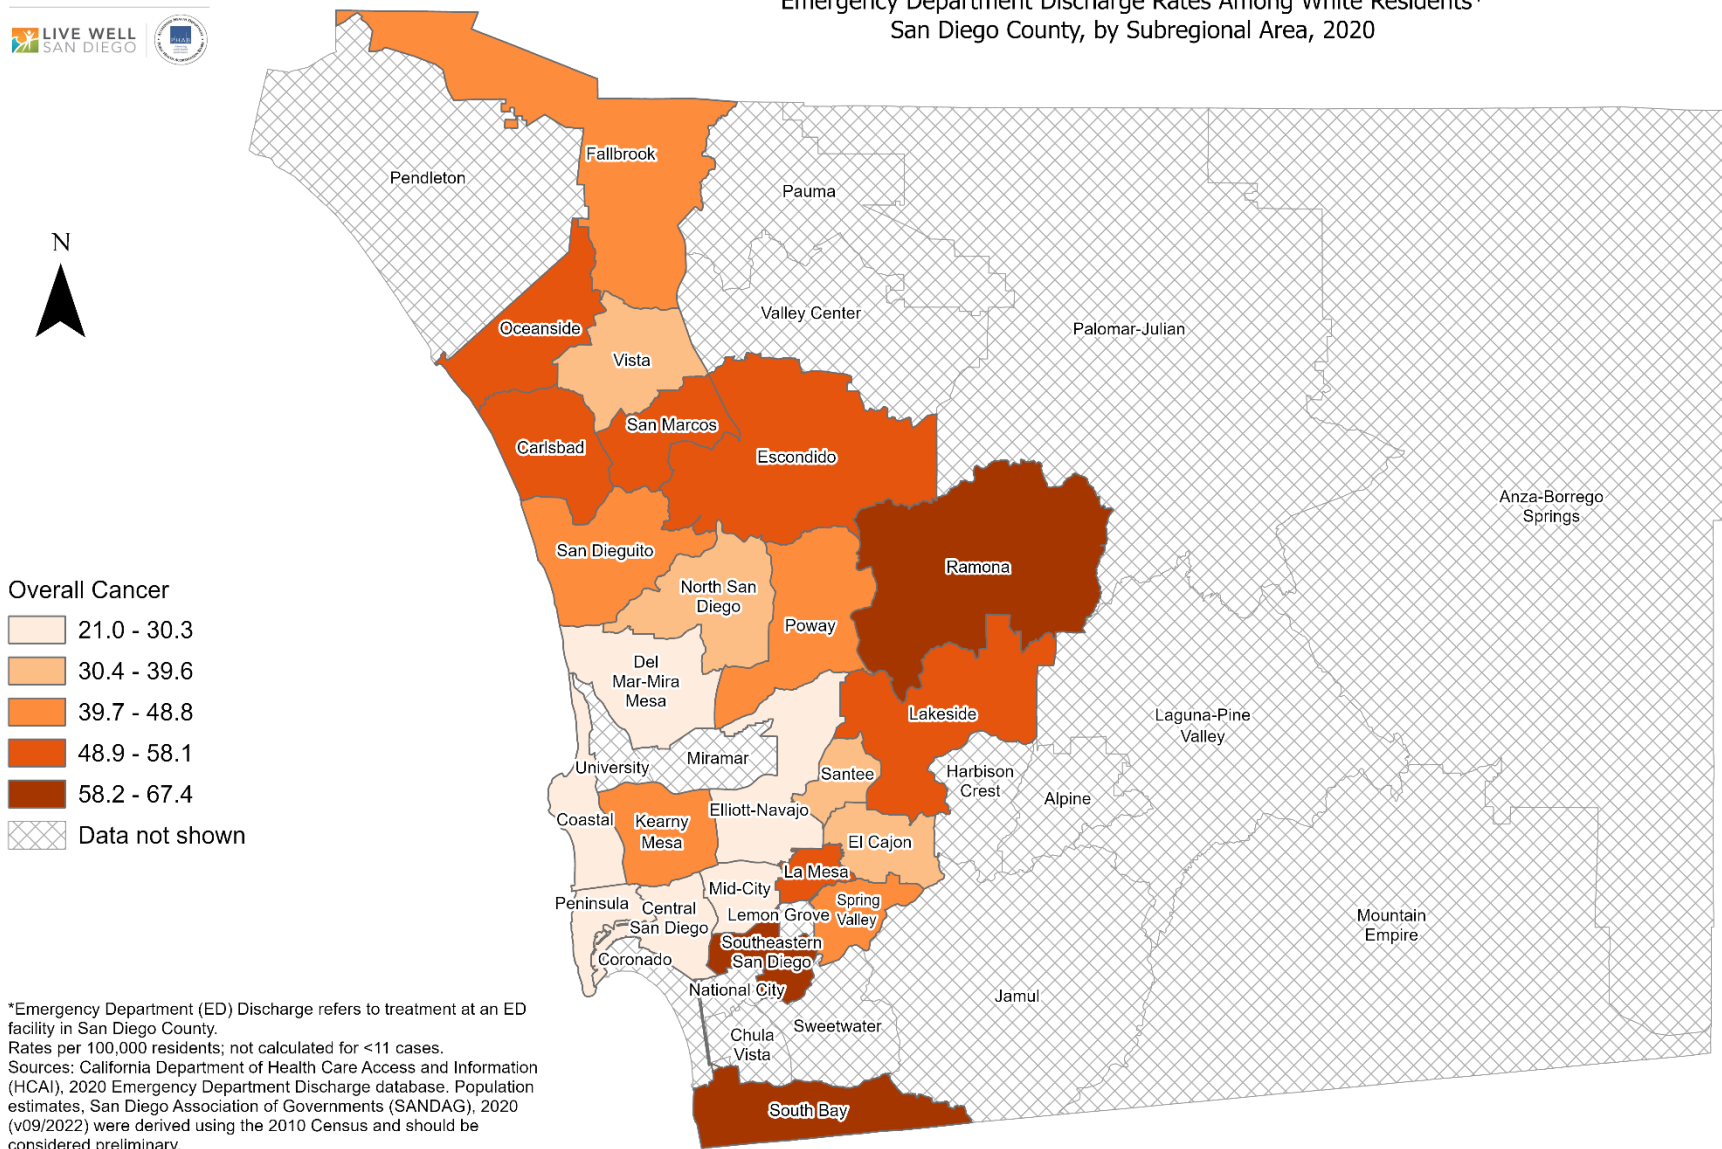 Emergency Department Discharge Rates Among White Residents*
San Diego County, by Subregional Area, 2020
LIVE WELL
SAN DIEGO
PHAB
N
Fallbrook
Pendleton
Pauma
Valley Center
Oceanside
Palomar-Julian
Vista
San Marcos
Carlsbad
Escondido
Anza-Borrego
Springs
San Dieguito
Ramona
North San
Diego
Poway
Del
Mar-Mira
Mesa
Lakeside
Laguna-Pine
Valley
Miramar
University
Santee
Harbison
Crest
Alpine
Elliott-Navajo
Coastal
Kearny
Mesa
El Cajon
La Mesa
Mid-City
Peninsula
Central
San Diego
Spring
Valley
Lemon Grove
Mountain
Empire
Southeastern
San Diego
Coronado
National City
Jamul
Sweetwater
Chula
Vista
South Bay
Overall Cancer
21.0 - 30.3
30.4 - 39.6
39.7 - 48.8
48.9 - 58.1
58.2 - 67.4
Data not shown
*Emergency Department (ED) Discharge refers to treatment at an ED
facility in San Diego County.
Rates per 100,000 residents; not calculated for <11 cases.
Sources: California Department of Health Care Access and Information
(HCAI), 2020 Emergency Department Discharge database. Population
estimates, San Diego Association of Governments (SANDAG), 2020
(v09/2022) were derived using the 2010 Census and should be
considered preliminary.